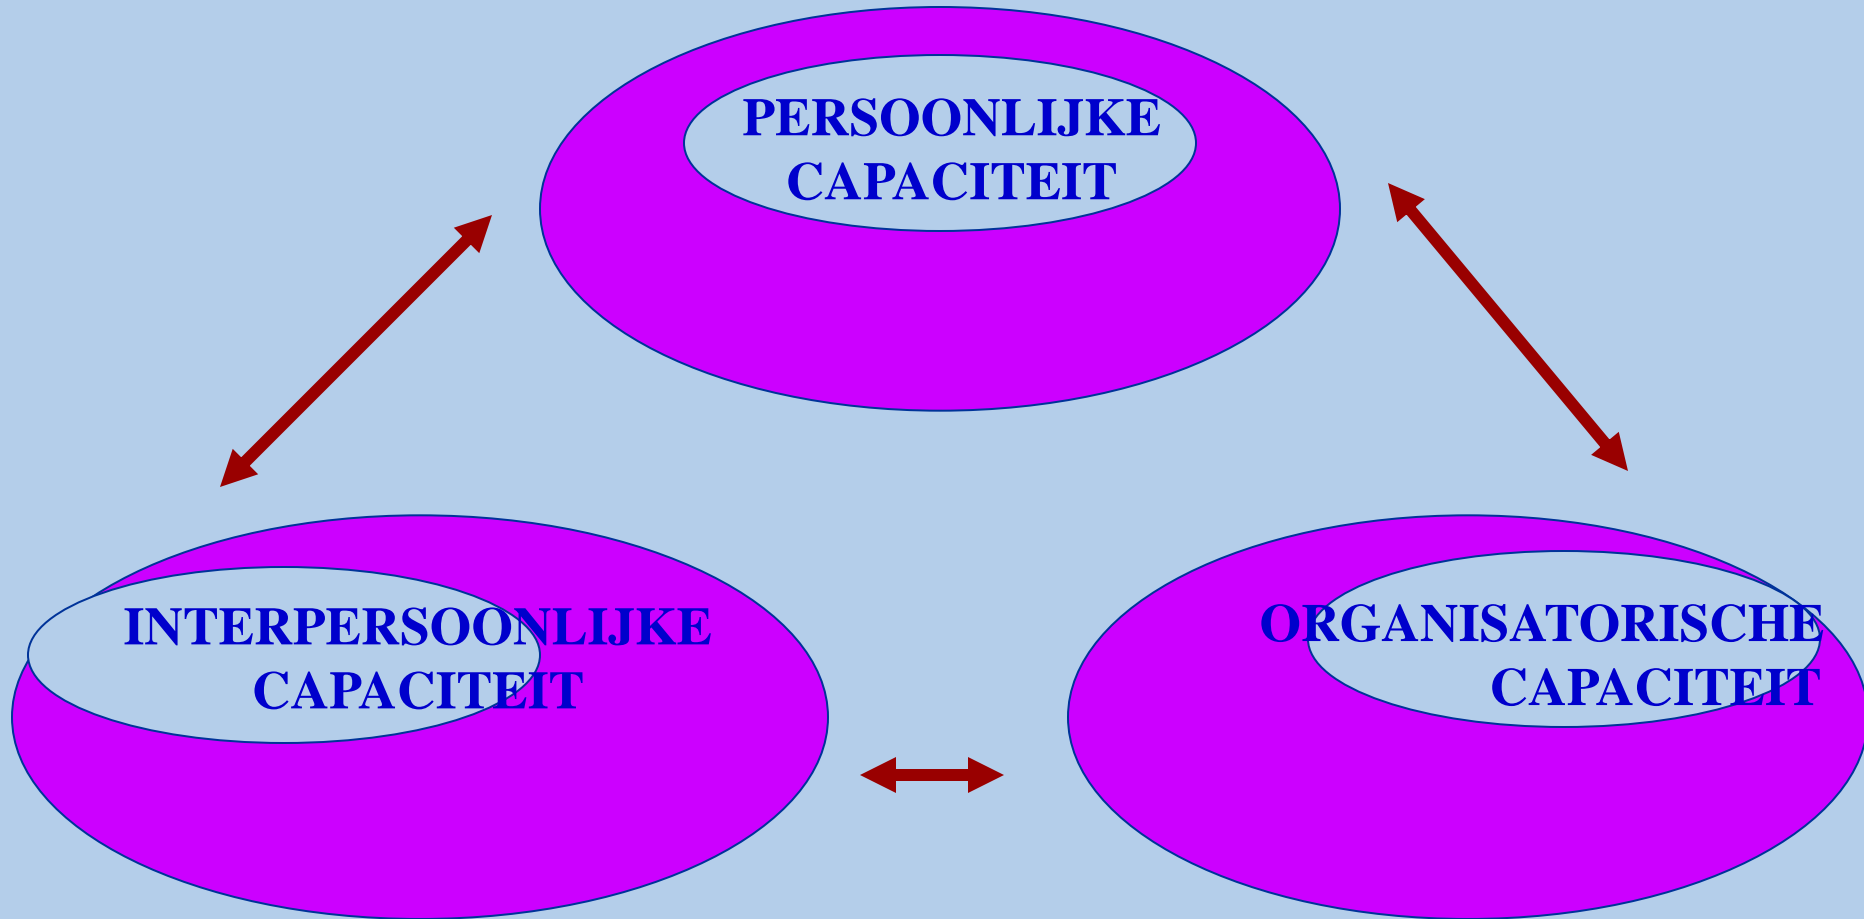 PERSOONLIJKE
CAPACITEIT
INTERPERSOONLIJKE
CAPACITEIT
ORGANISATORISCHE
CAPACITEIT